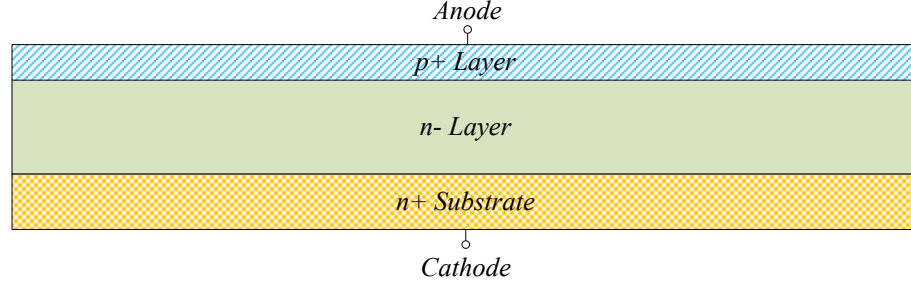 Anode
p+ Layer
n- Layer
n+ Substrate
Cathode